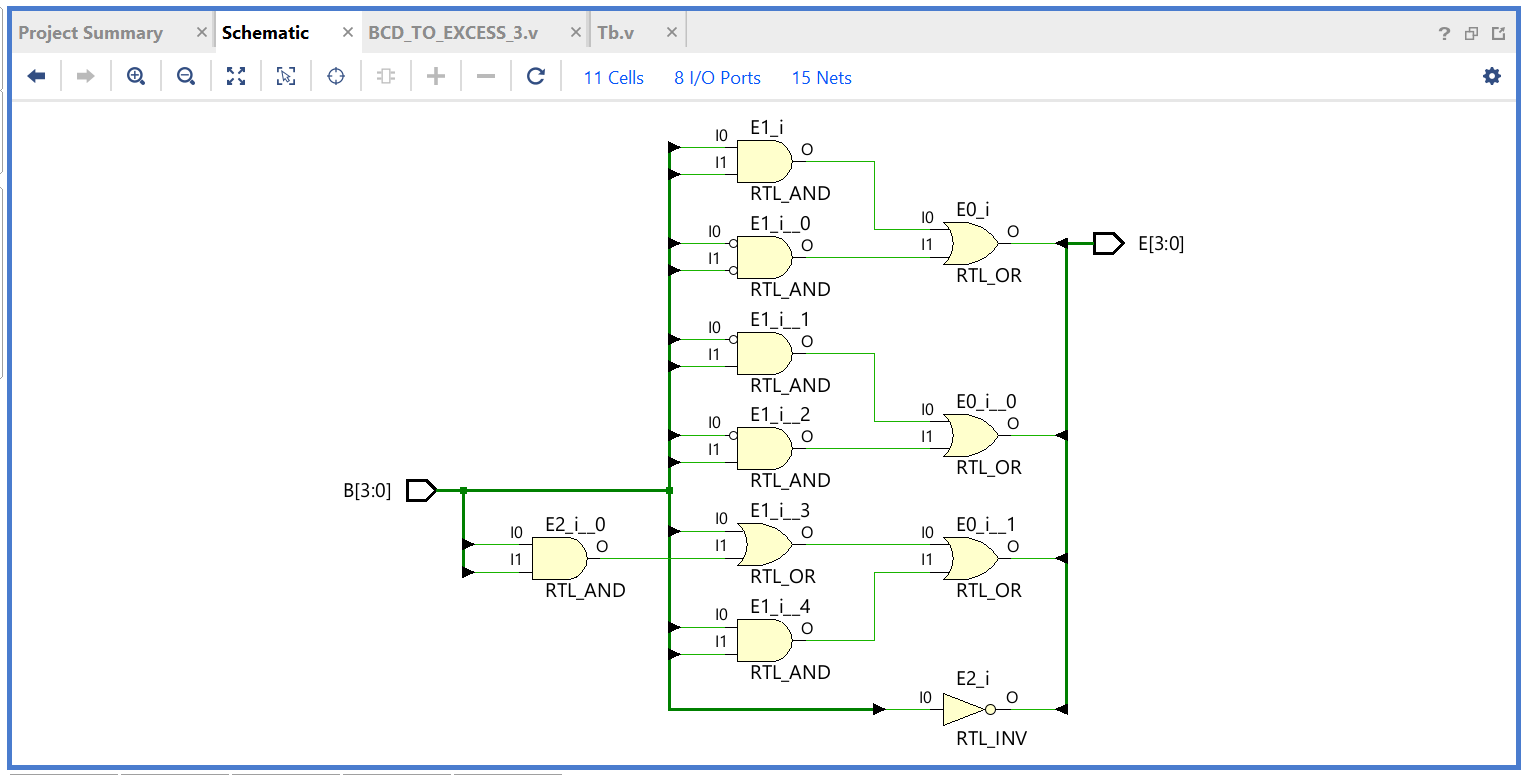 Project Summary × Schematic × BCD_TO_EXCESS_3.v × Tb.v × ?
11 Cells 8 I/O Ports 15 Nets
E1_i
I0
O
I1
RTL_AND
E1_i__0
I0
O
I1
RTL_AND
E0_i
I0
O
I1
RTL_OR
E[3:0]
E1_i__1
I0
O
I1
RTL_AND
E1_i__2
I0
O
I1
RTL_AND
E0_i__0
I0
O
I1
RTL_OR
B[3:0]
E2_i__0
I0
O
I1
RTL_AND
E1_i__3
I0
O
I1
RTL_OR
E0_i__1
I0
O
I1
RTL_OR
E1_i__4
I0
O
I1
RTL_AND
E2_i
I0
O
RTL_INV